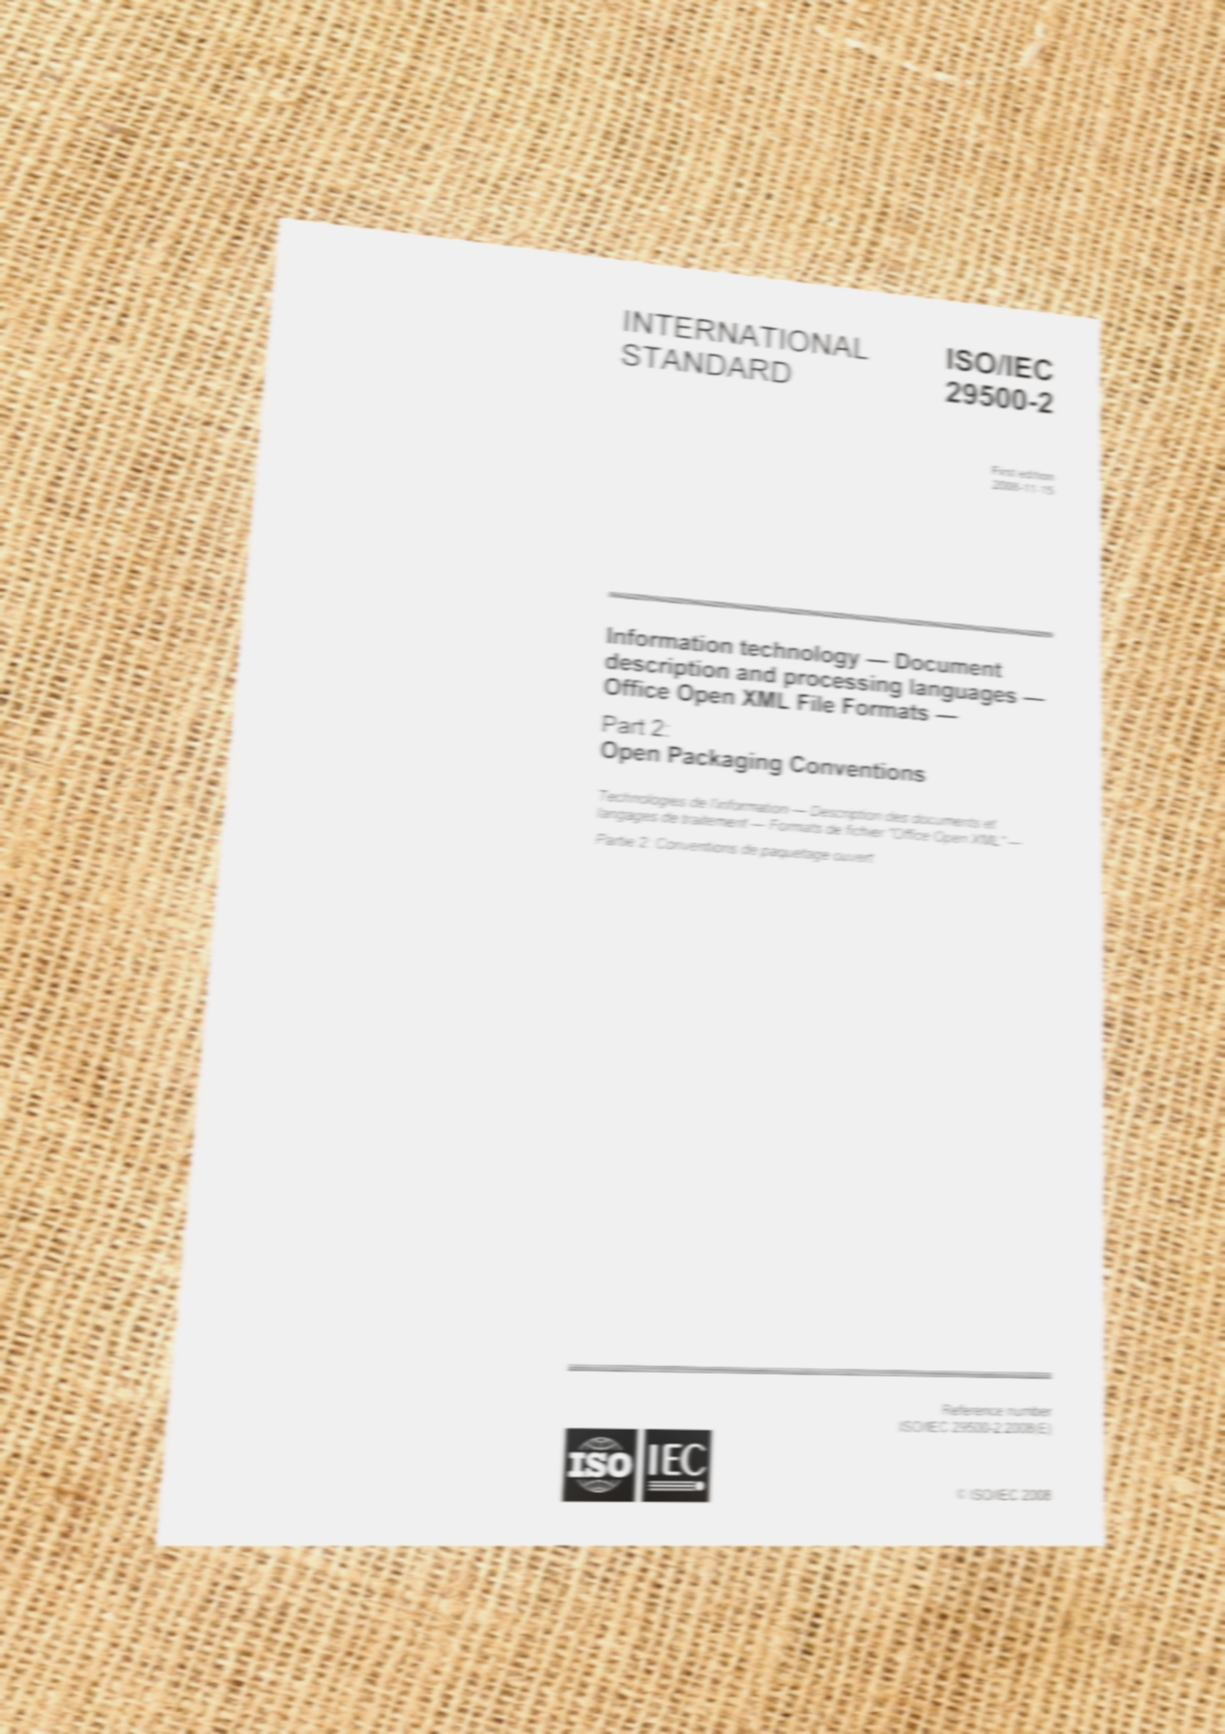 INTERNATIONAL
STANDARD
ISO/IEC
29500-2
First edition
2008-11-15
Information technology — Document
description and processing languages —
Office Open XML File Formats —
Part 2:
Open Packaging Conventions
Technologies de l'information — Description des documents et
langages de traitement — Formats de fichier "Office Open XML" —
Partie 2: Conventions de paquetage ouvert
Reference number
ISO/IEC 29500-2:2008(E)
ISO IEC
© ISO/IEC 2008